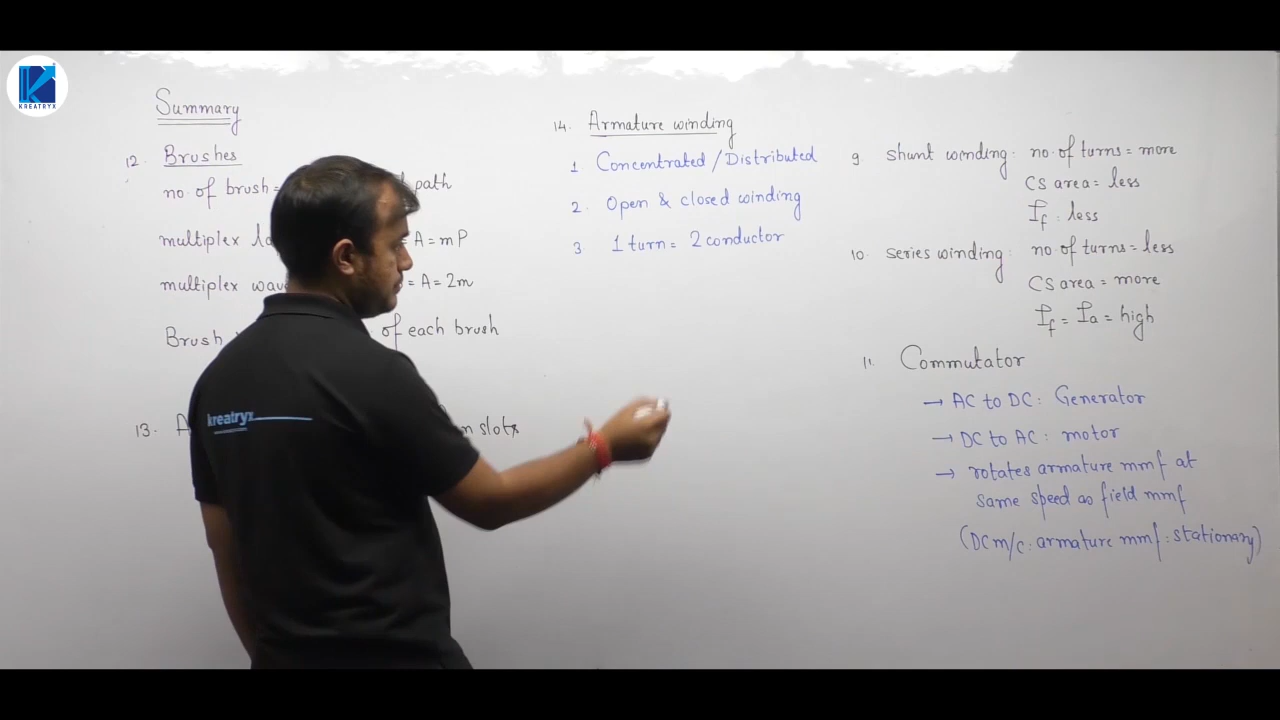 KREATRYX
Summary
12. Brushes
no. of brush = path
multiplex A = mP
multiplex wave = A = 2m
Brush of each brush
13. slots
kreatryx
14. Armature winding
1 Concentrated / Distributed
2. Open & closed winding
3 1 turn = 2 conductor
9 shunt winding: no. of turns = more
CS area = less
If : less
10. series winding: no of turns = less
CS area = more
If = Ia = high
11. Commutator
→ AC to DC : Generator
→ DC to AC : motor
→ rotates armature mmf at
same speed as field mmf
(DC m/c : armature mmf : stationary)